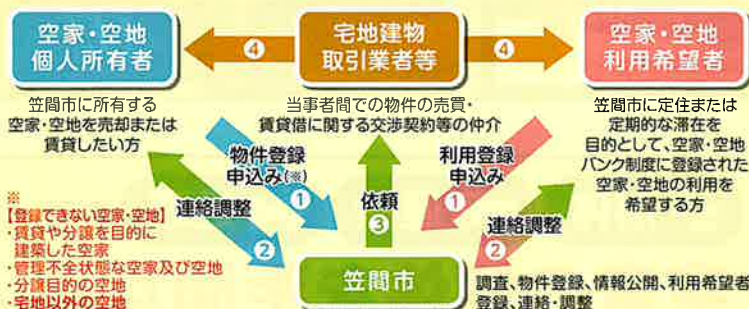 空家・空地
個人所有者
④
宅地建物
取引業者等
④
空家・空地
利用希望者
笠間市に所有する
空家・空地を売却または
賃貸したい方
当事者間での物件の売買・
賃貸借に関する交渉契約等の仲介
笠間市に定住または
定期的な滞在を
目的として、空家・空地
バンク制度に登録された
空家・空地の利用を
希望する方
物件登録
申込み(※)
①
利用登録
申込み
①
連絡調整
②
依頼
③
連絡調整
②
※
【登録できない空家・空地】
・賃貸や分譲を目的に
建築した空家
・管理不全状態な空家及び空地
・分譲目的の空地
・宅地以外の空地
笠間市
調査、物件登録、情報公開、利用希望者
登録、連絡・調整